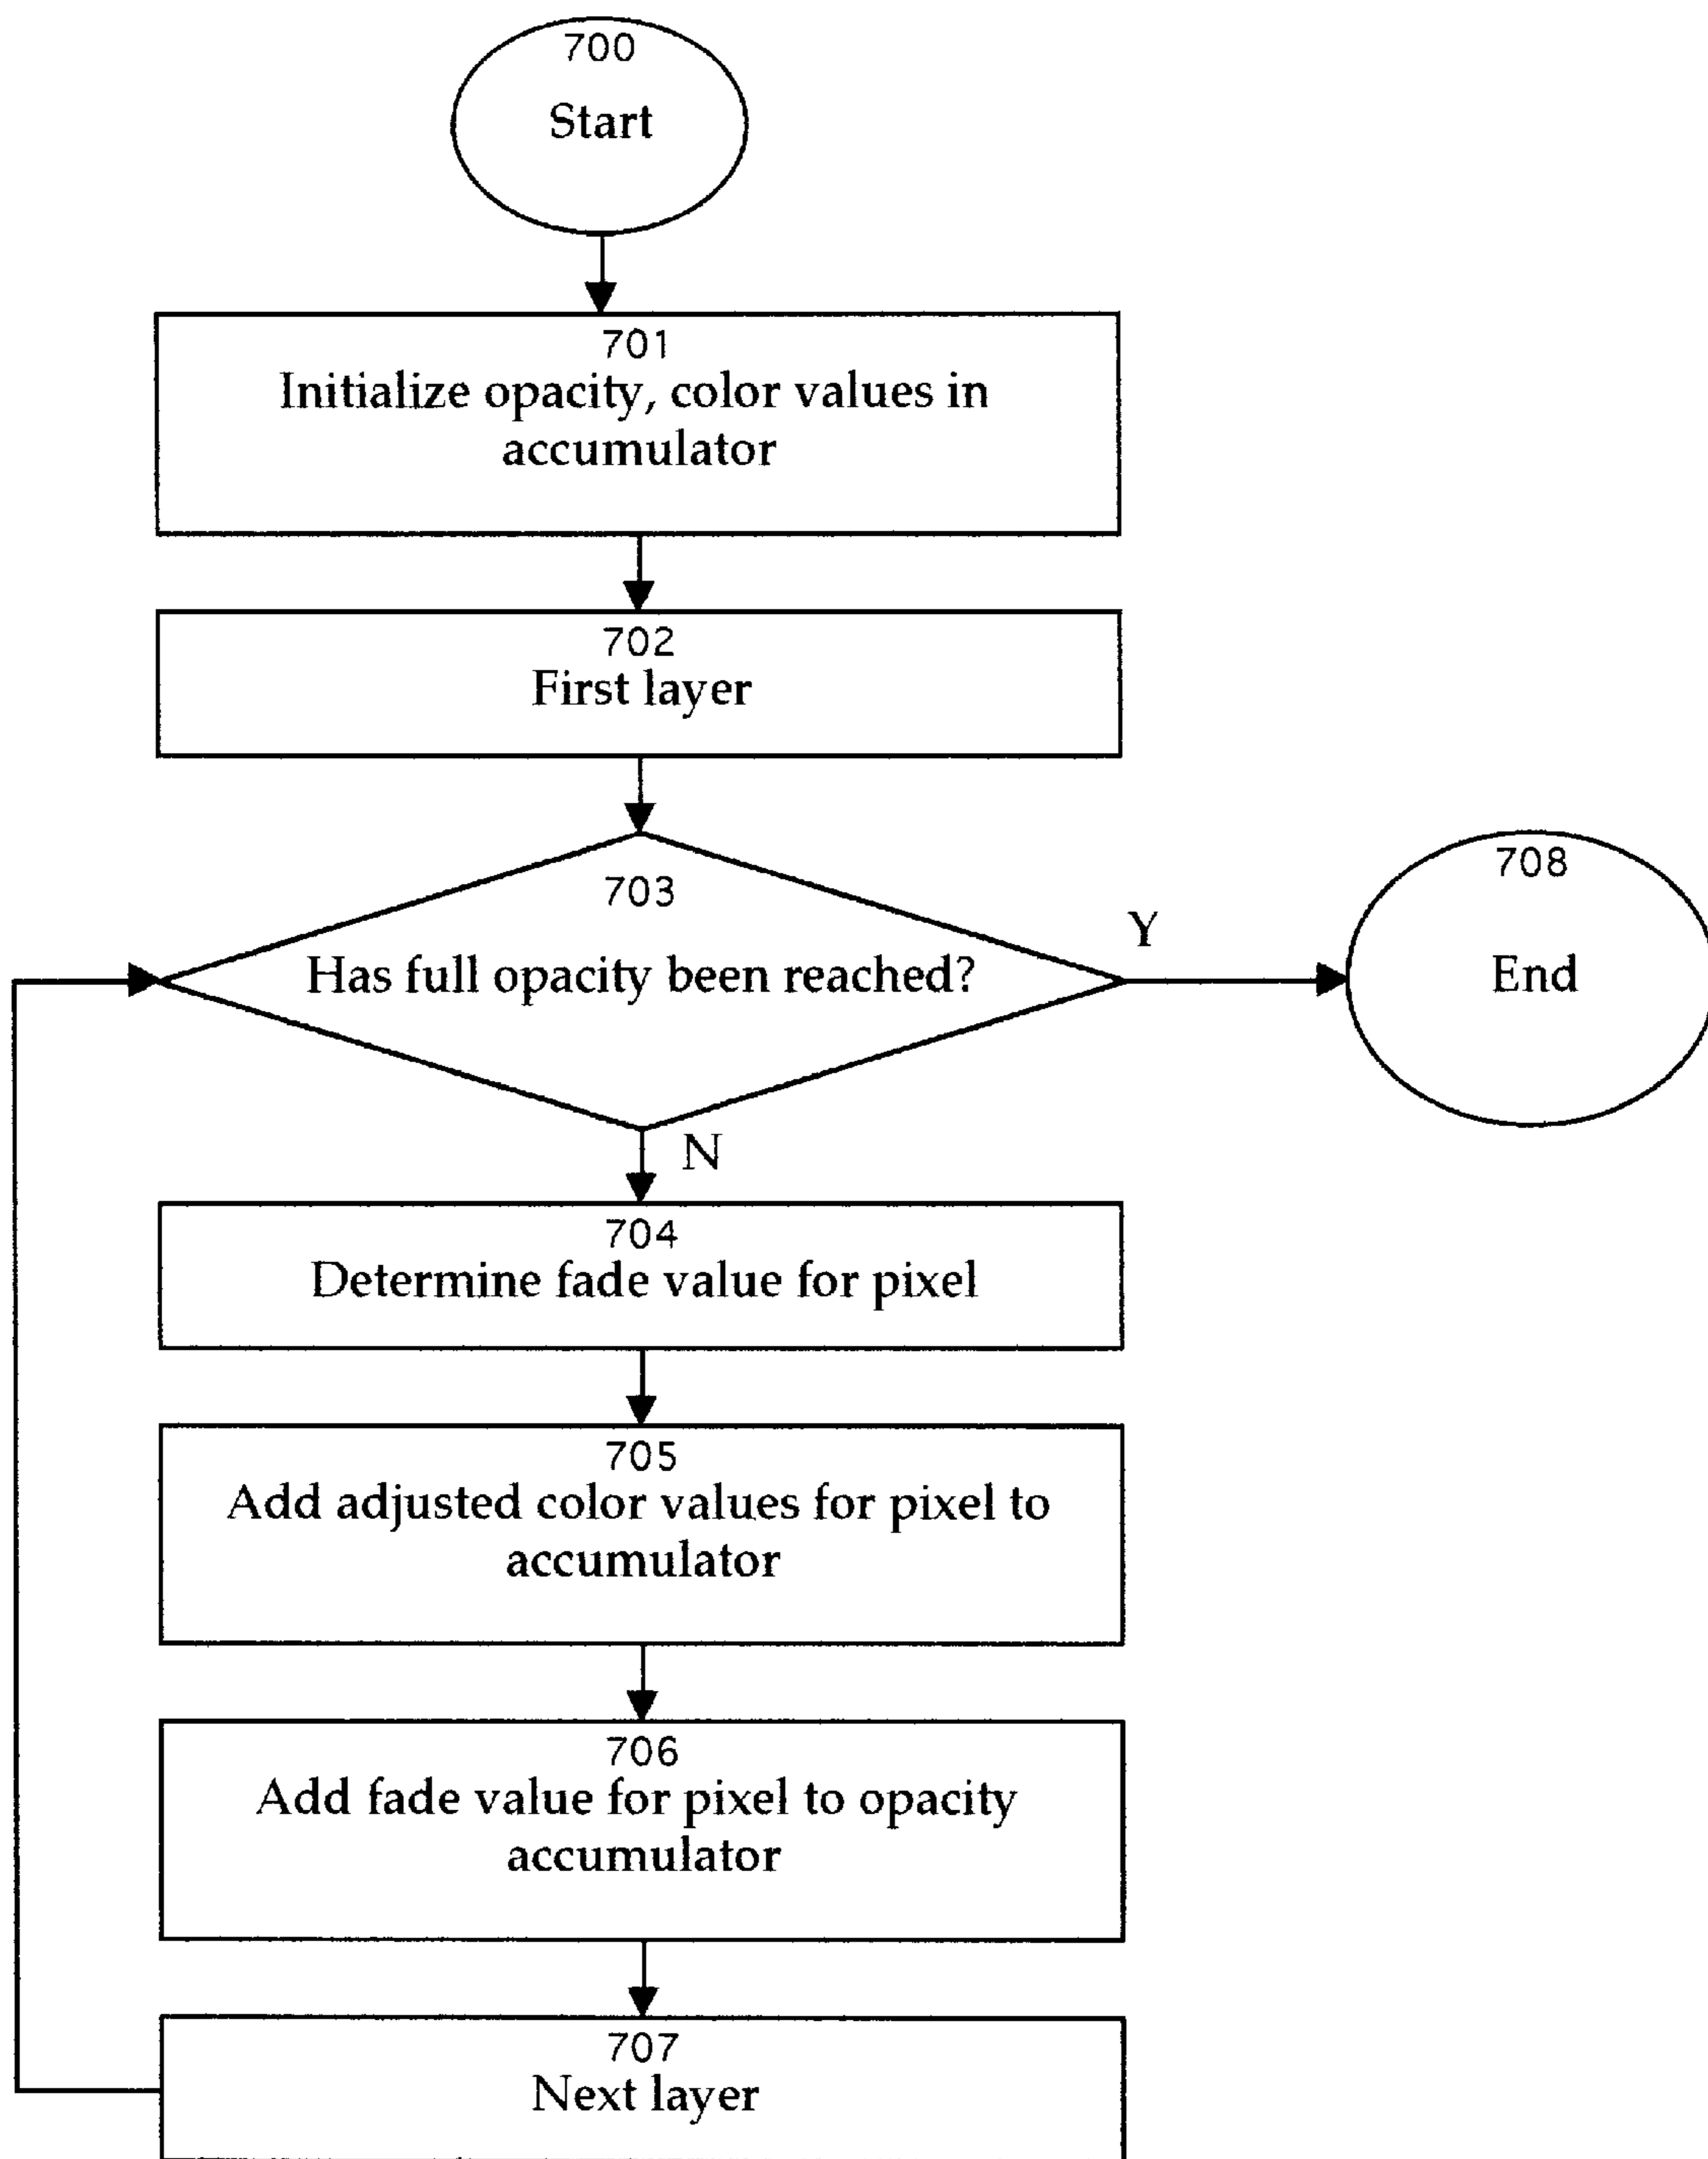 700
Start
701
Initialize opacity, color values in
accumulator
702
First layer
703
Has full opacity been reached?
Y
708
End
N
704
Determine fade value for pixel
705
Add adjusted color values for pixel to
accumulator
706
Add fade value for pixel to opacity
accumulator
707
Next layer